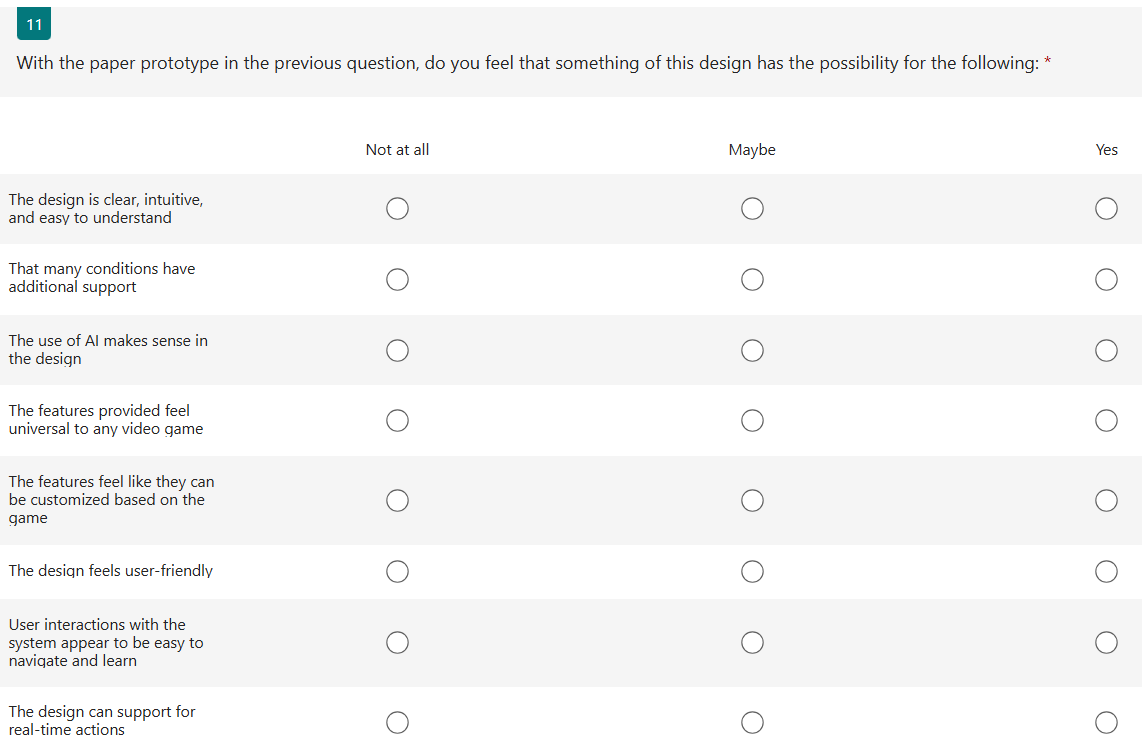 11
With the paper prototype in the previous question, do you feel that something of this design has the possibility for the following: *
Not at all Maybe Yes
The design is clear, intuitive,
and easy to understand
That many conditions have
additional support
The use of AI makes sense in
the design
The features provided feel
universal to any video game
The features feel like they can
be customized based on the
game
The design feels user-friendly
User interactions with the
system appear to be easy to
navigate and learn
The design can support for
real-time actions